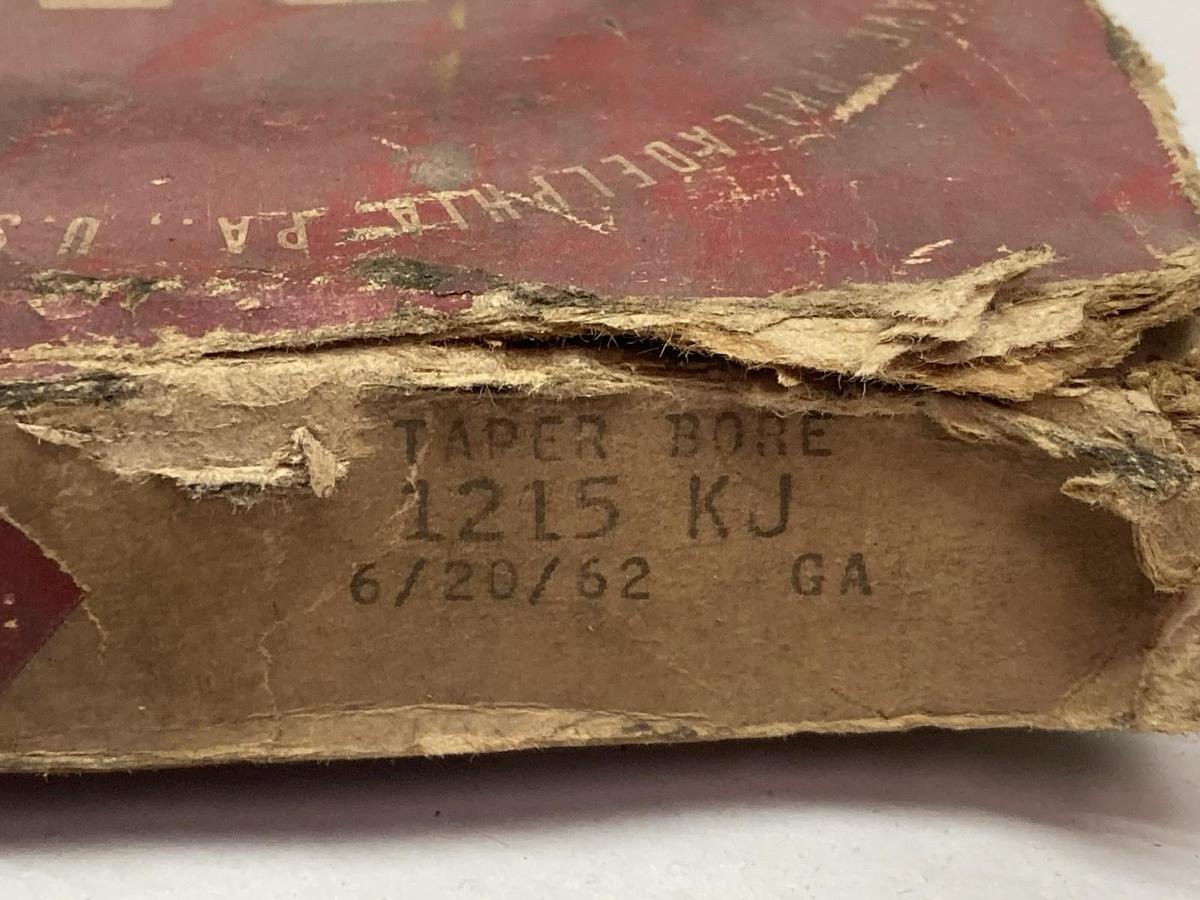 PHILADELPHIA, PA., U.S
TAPER BORE
1215 KJ
6/20/62 GA